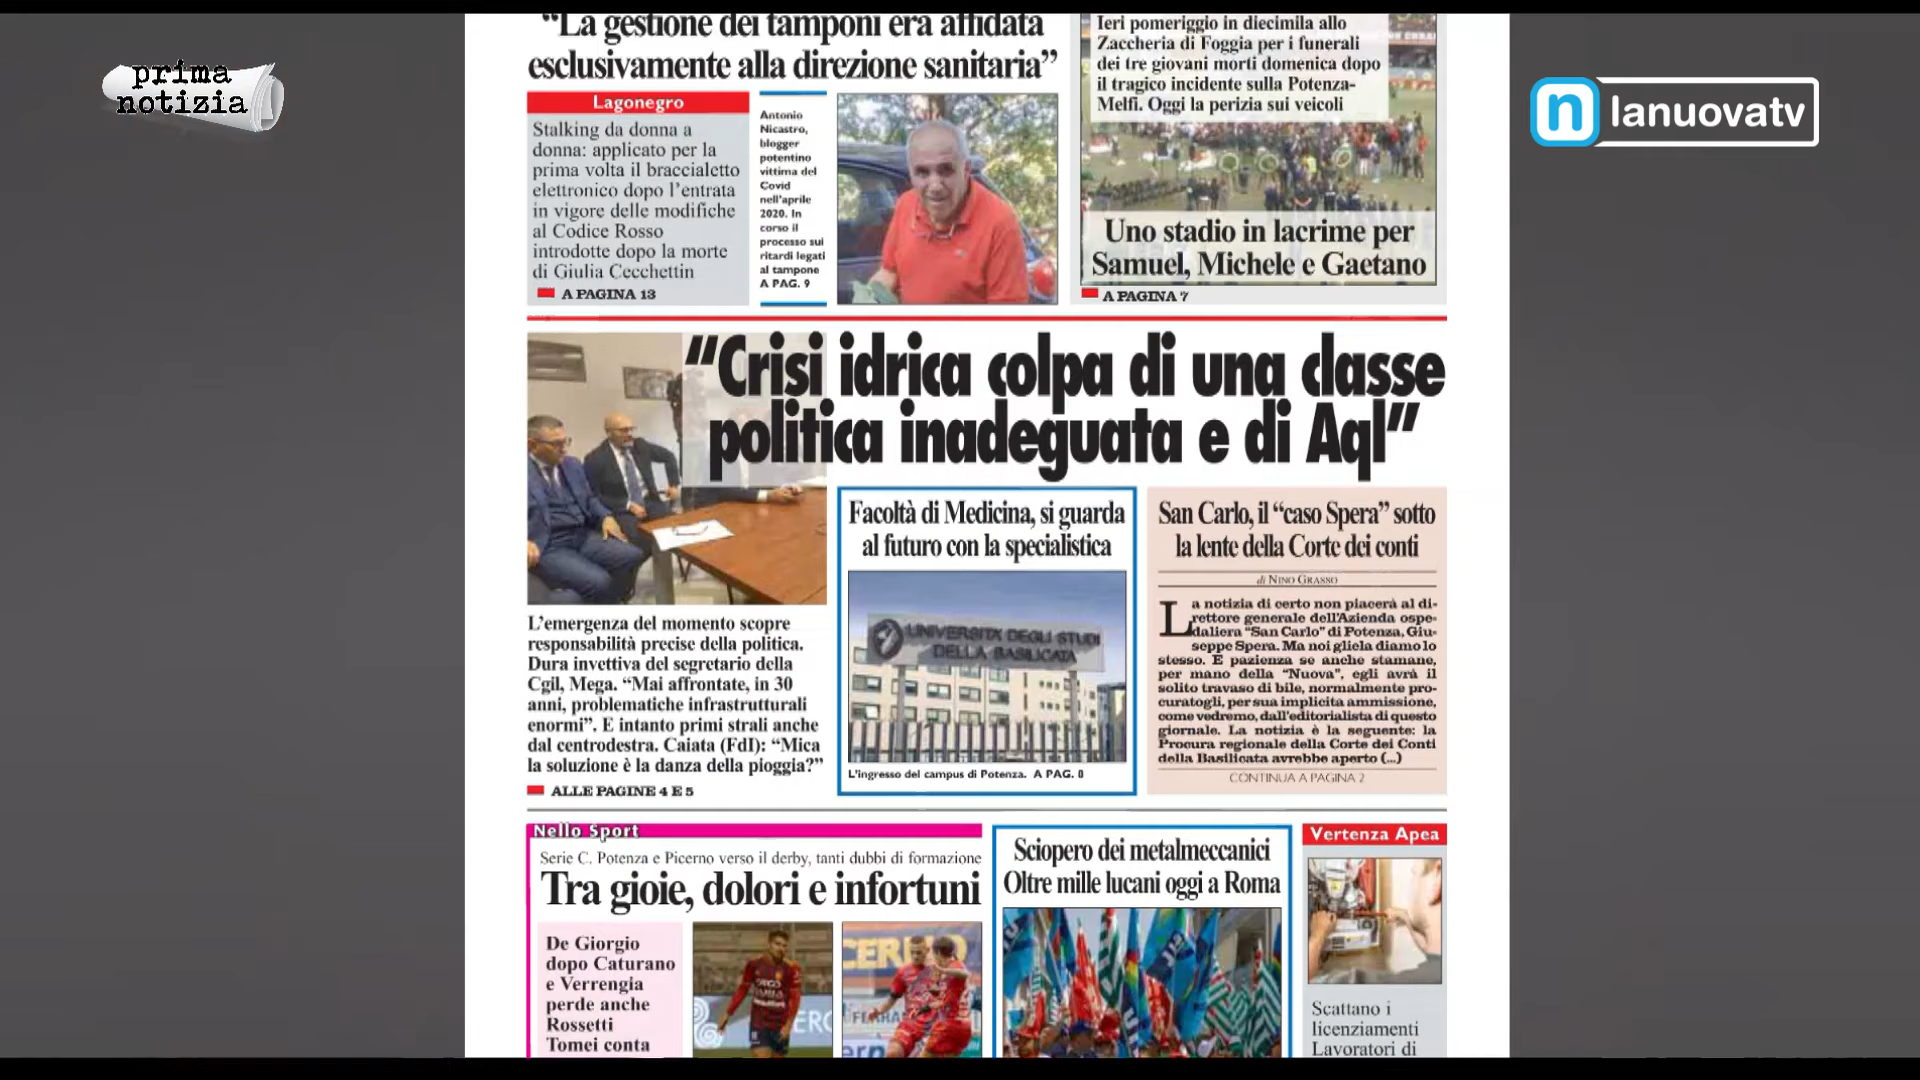 prima
notizia
lanuovatv
“La gestione dei tamponi era affidata
esclusivamente alla direzione sanitaria”
Lagonegro
Stalking da donna a
donna: applicato per la
prima volta il braccialetto
elettronico dopo l’entrata
in vigore delle modifiche
al Codice Rosso
introdotte dopo la morte
di Giulia Cecchettin
A PAGINA 13
Antonio
Nicastro,
blogger
potentino
vittima del
Covid
nell’aprile
2020. In
corso il
processo sui
ritardi legati
al tampone
A PAG. 9
Ieri pomeriggio in diecimila allo
Zaccheria di Foggia per i funerali
dei tre giovani morti domenica dopo
il tragico incidente sulla Potenza-
Melfi. Oggi la perizia sui veicoli
Uno stadio in lacrime per
Samuel, Michele e Gaetano
A PAGINA 7
“Crisi idrica colpa di una classe
politica inadeguata e di Aql”
L’emergenza del momento scopre
responsabilità precise della politica.
Dura invettiva del segretario della
Cgil, Mega. “Mai affrontate, in 30
anni, problematiche infrastrutturali
enormi”. E intanto primi strali anche
dal centrodestra. Caiata (FdI): “Mica
la soluzione è la danza della pioggia?”
ALLE PAGINE 4 E 5
Facoltà di Medicina, si guarda
al futuro con la specialistica
UNIVERSITÀ DEGLI STUDI
DELLA BASILICATA
L’ingresso del campus di Potenza. A PAG. 8
San Carlo, il “caso Spera” sotto
la lente della Corte dei conti
di NINO GRASSO
La notizia di certo non piacerà al di-
rettore generale dell’Azienda ospe-
daliera “San Carlo” di Potenza, Giu-
seppe Spera. Ma noi gliela diamo lo
stesso. E pazienza se anche stamane,
per mano della “Nuova”, egli avrà il
solito travaso di bile, normalmente pro-
curatogli, per sua implicita ammissione,
come vedremo, dall’editorialista di questo
giornale. La notizia è la seguente: la
Procura regionale della Corte dei Conti
della Basilicata avrebbe aperto (...)
CONTINUA A PAGINA 2
Nello Sport
Serie C. Potenza e Picerno verso il derby, tanti dubbi di formazione
Tra gioie, dolori e infortuni
De Giorgio
dopo Caturano
e Verrengia
perde anche
Rossetti
Tomei conta
Sciopero dei metalmeccanici
Oltre mille lucani oggi a Roma
Vertenza Apea
Scattano i
licenziamenti
Lavoratori di